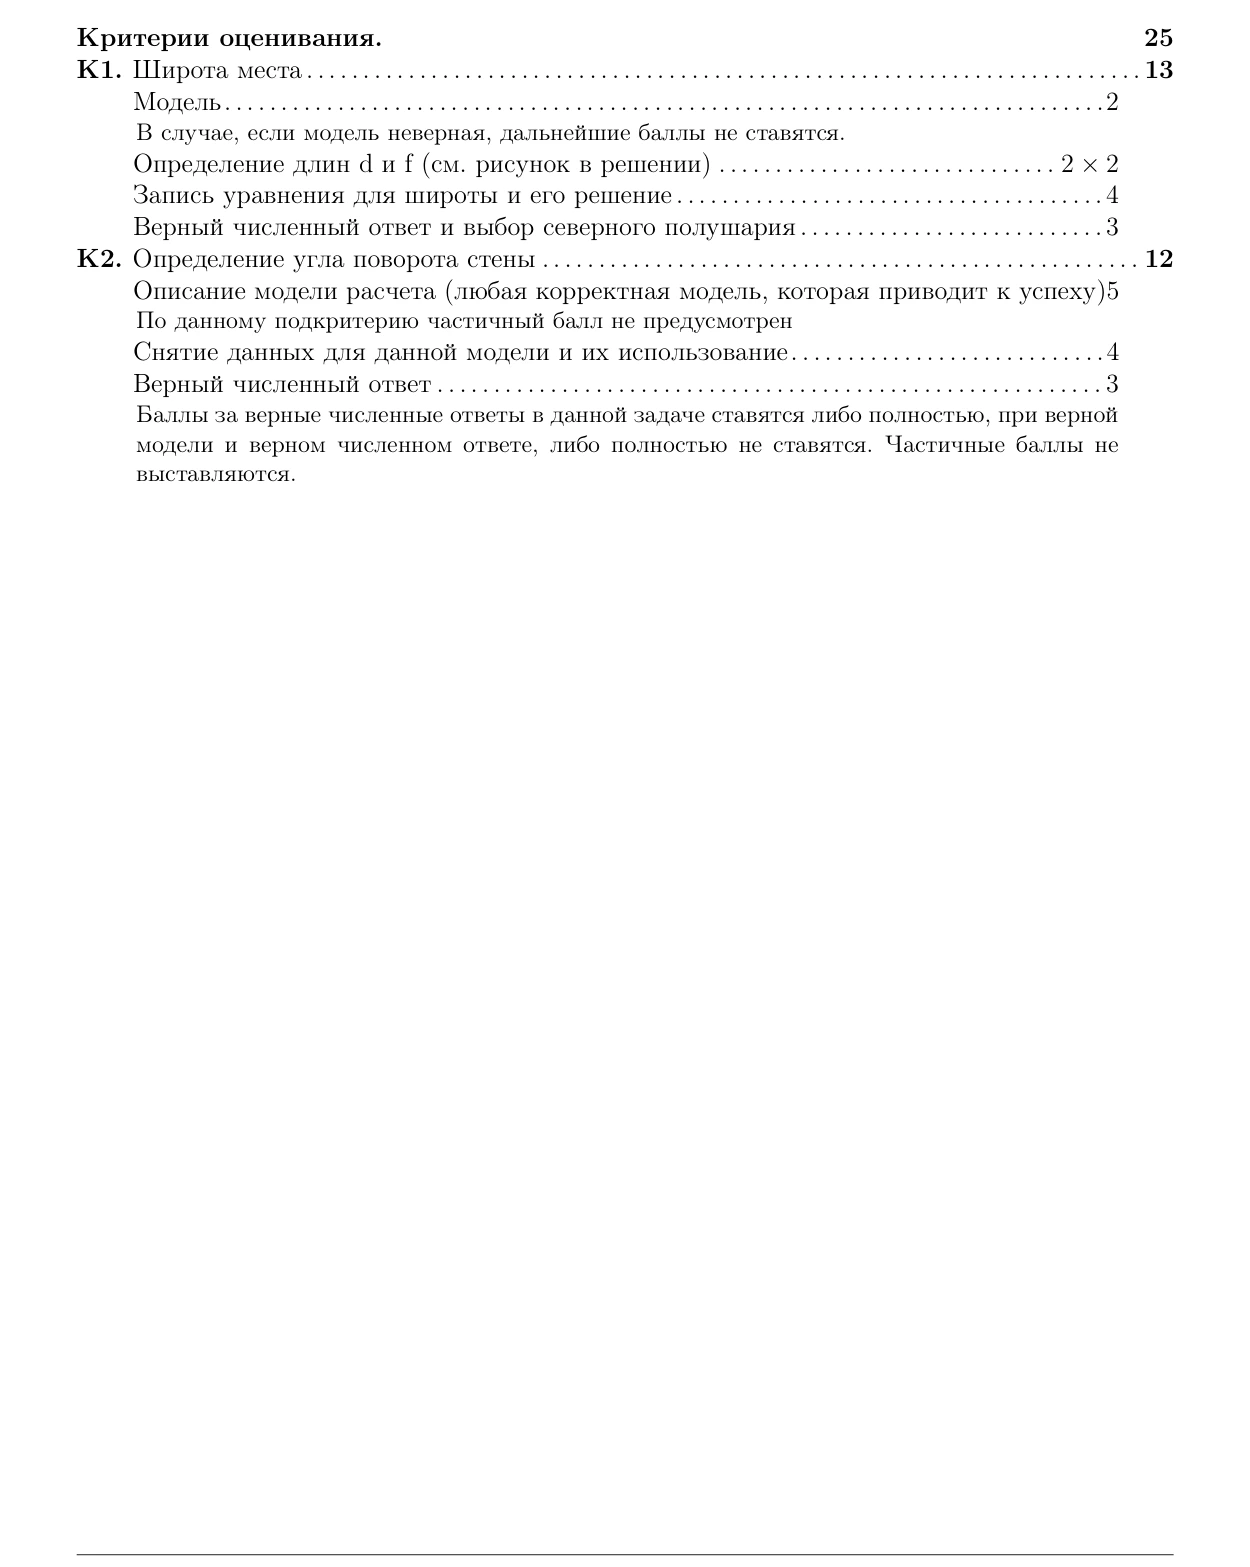 Критерии оценивания. 25
K1. Широта места . . . . . . . . . . . . . . . . . . . . . . . . . . . . . . 13
Модель . . . . . . . . . . . . . . . . . . . . . . . . . . . . . . 2
В случае, если модель неверная, дальнейшие баллы не ставятся.
Определение длин d и f (см. рисунок в решении) . . . . . . . . . . . . . . . 2 × 2
Запись уравнения для широты и его решение . . . . . . . . . . . . . . . 4
Верный численный ответ и выбор северного полушария . . . . . . . . . . . . . . . 3
K2. Определение угла поворота стены . . . . . . . . . . . . . . . . . . . . 12
Описание модели расчета (любая корректная модель, которая приводит к успеху)5
По данному подкритерию частичный балл не предусмотрен
Снятие данных для данной модели и их использование . . . . . . . . . . . . . . . 4
Верный численный ответ . . . . . . . . . . . . . . . . . . . . 3
Баллы за верные численные ответы в данной задаче ставятся либо полностью, при верной
модели и верном численном ответе, либо полностью не ставятся. Частичные баллы не
выставляются.